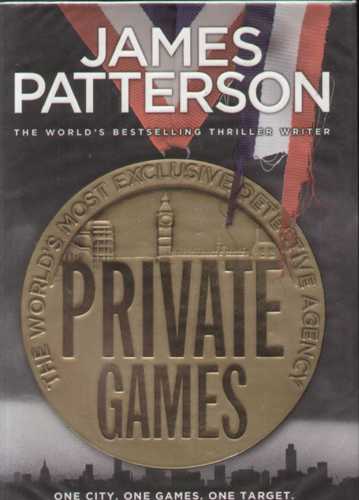 JAMES
PATTERSON
THE WORLD'S BESTSELLING THRILLER WRITER
THE WORLD'S MOST EXCLUSIVE DETECTIVE AGENCY
PRIVATE
GAMES
ONE CITY. ONE GAMES. ONE TARGET.